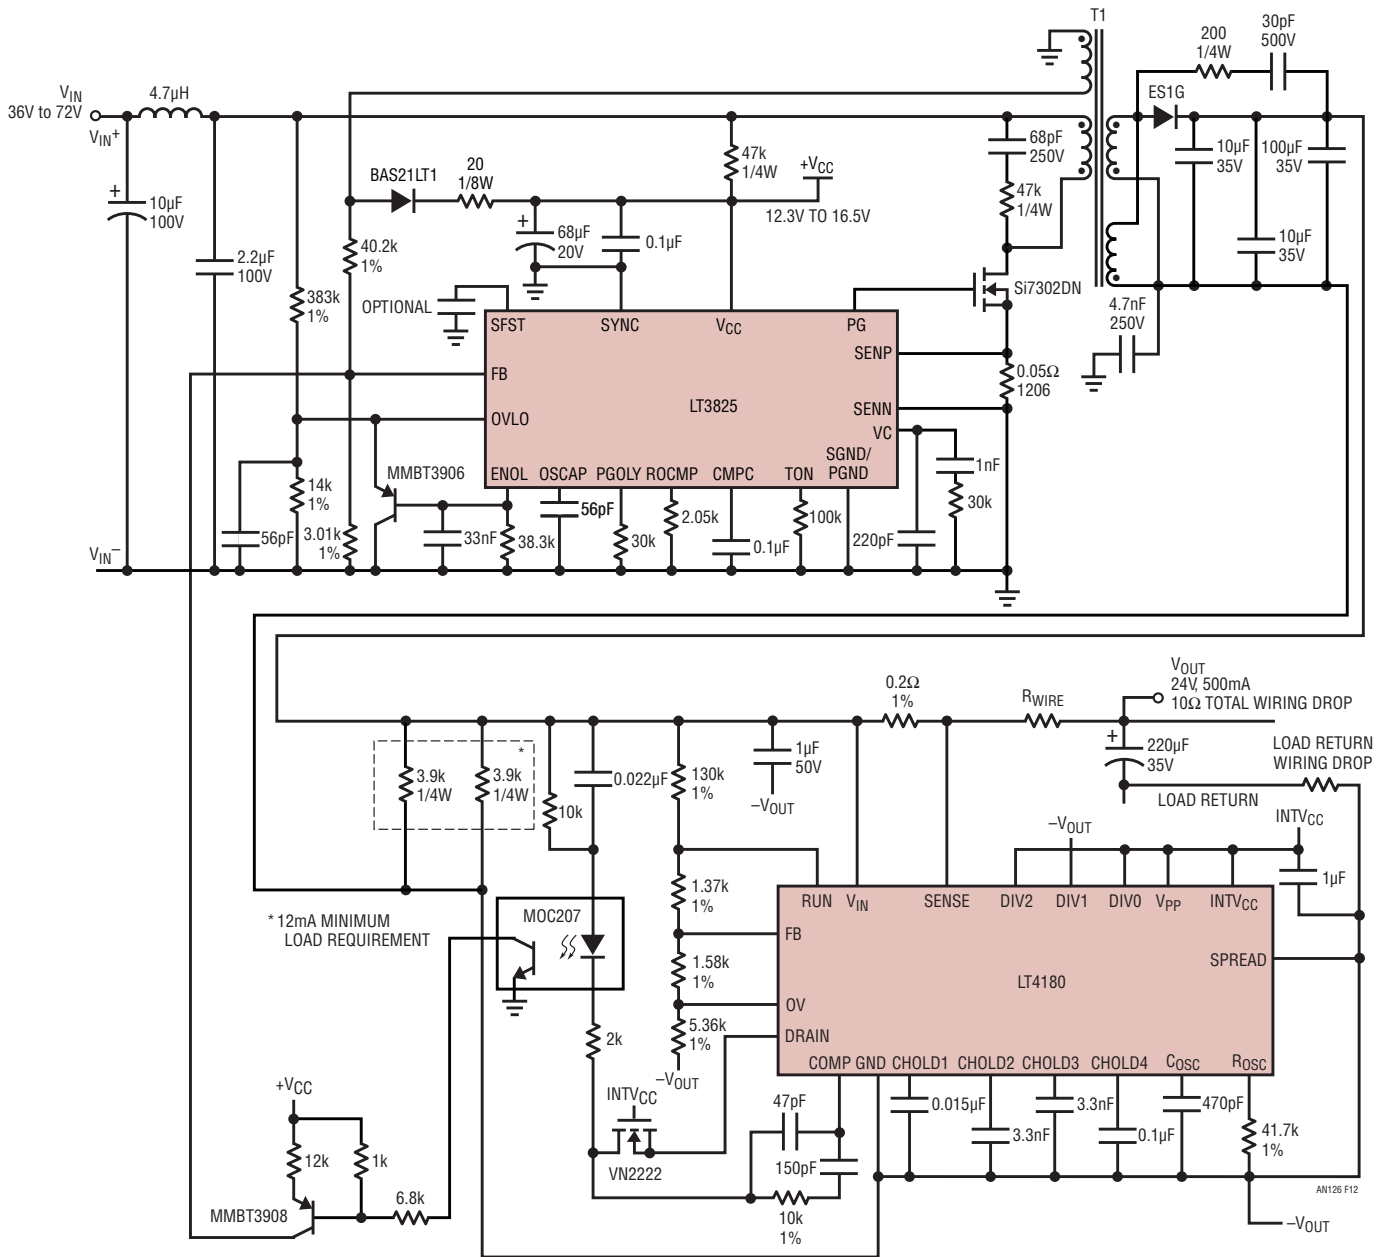 T1
30pF
500V
200
1/4W
ES1G
VIN
36V to 72V
VIN+
4.7µH
68pF
250V
10µF
35V
100µF
35V
47k
1/4W
+VCC
12.3V TO 16.5V
BAS21LT1
20
1/8W
+
10µF
100V
47k
1/4W
+
68µF
20V
0.1µF
40.2k
1%
10µF
35V
2.2µF
100V
383k
1%
OPTIONAL
Si7302DN
4.7nF
250V
SFST
SYNC
VCC
PG
SENP
0.05Ω
1206
FB
LT3825
OVLO
SENN
VC
MMBT3906
ENOL
OSCAP
PGOLY
ROCMP
CMPC
TON
SGND/
PGND
1nF
14k
1%
56pF
2.05k
100k
30k
3.01k
1%
56pF
33nF
38.3k
30k
0.1µF
220pF
VIN−
VOUT
24V, 500mA
10Ω TOTAL WIRING DROP
0.2Ω
1%
RWIRE
*
3.9k
1/4W
3.9k
1/4W
0.022µF
10k
130k
1%
1µF
50V
−VOUT
+
220µF
35V
LOAD RETURN
WIRING DROP
LOAD RETURN
−VOUT
INTVCC
1µF
1.37k
1%
RUN
VIN
SENSE
DIV2
DIV1
DIV0
VPP
INTVCC
* 12mA MINIMUM
LOAD REQUIREMENT
MOC207
FB
1.58k
1%
SPREAD
LT4180
OV
5.36k
1%
DRAIN
2k
COMP
GND
CHOLD1
CHOLD2
CHOLD3
CHOLD4
COSC
ROSC
−VOUT
+VCC
INTVCC
47pF
0.015µF
3.3nF
470pF
3.3nF
0.1µF
41.7k
1%
12k
1k
VN2222
150pF
6.8k
MMBT3908
10k
1%
AN126 F12
−VOUT